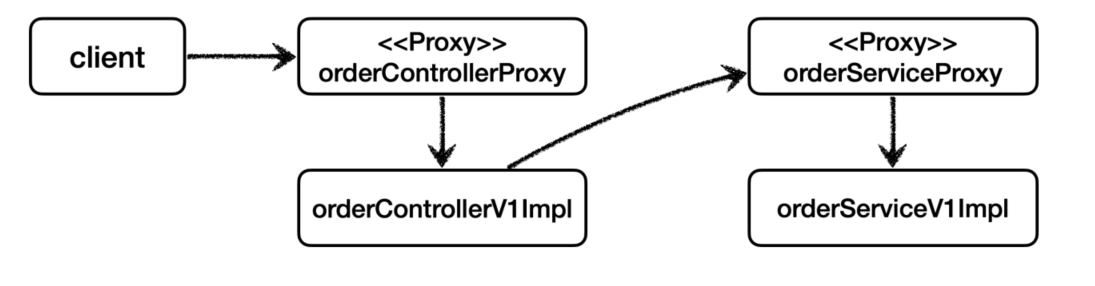 client
<<Proxy>>
orderControllerProxy
<<Proxy>>
orderServiceProxy
orderControllerV1Impl
orderServiceV1Impl